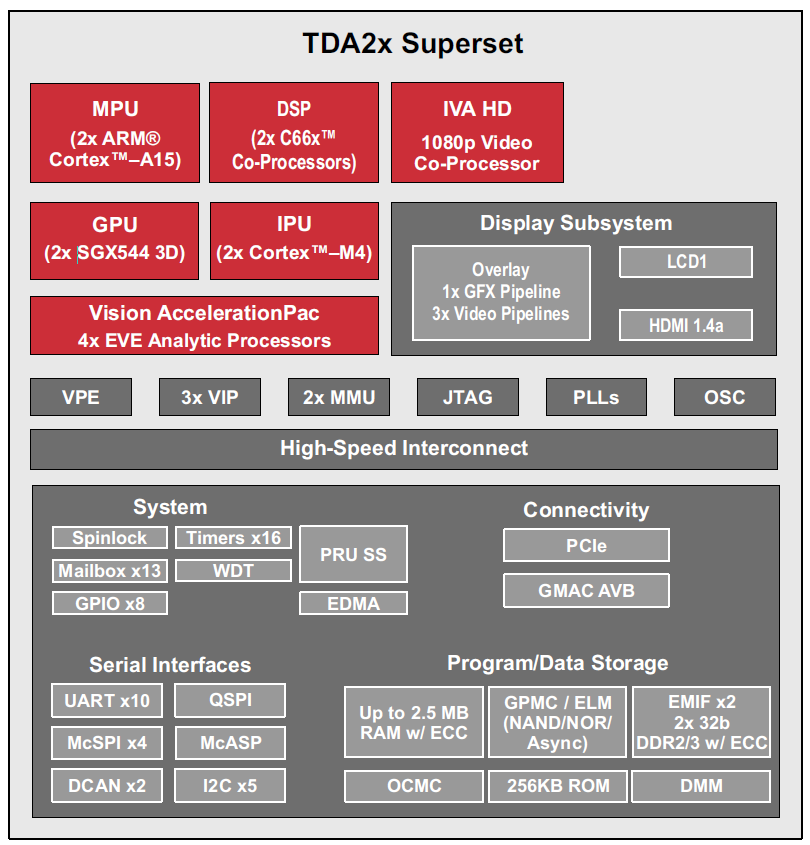 TDA2x Superset
MPU
(2x ARM®
Cortex™–A15)
DSP
(2x C66x™
Co-Processors)
IVA HD
1080p Video
Co-Processor
GPU
(2x SGX544 3D)
IPU
(2x Cortex™–M4)
Display Subsystem
Overlay
1x GFX Pipeline
3x Video Pipelines
LCD1
HDMI 1.4a
Vision AccelerationPac
4x EVE Analytic Processors
VPE
3x VIP
2x MMU
JTAG
PLLs
OSC
High-Speed Interconnect
System
Spinlock
Timers x16
PRU SS
Mailbox x13
WDT
GPIO x8
EDMA
Connectivity
PCIe
GMAC AVB
Serial Interfaces
UART x10
QSPI
McSPI x4
McASP
DCAN x2
I2C x5
Program/Data Storage
Up to 2.5 MB
RAM w/ ECC
GPMC / ELM
(NAND/NOR/
Async)
EMIF x2
2x 32b
DDR2/3 w/ ECC
OCMC
256KB ROM
DMM